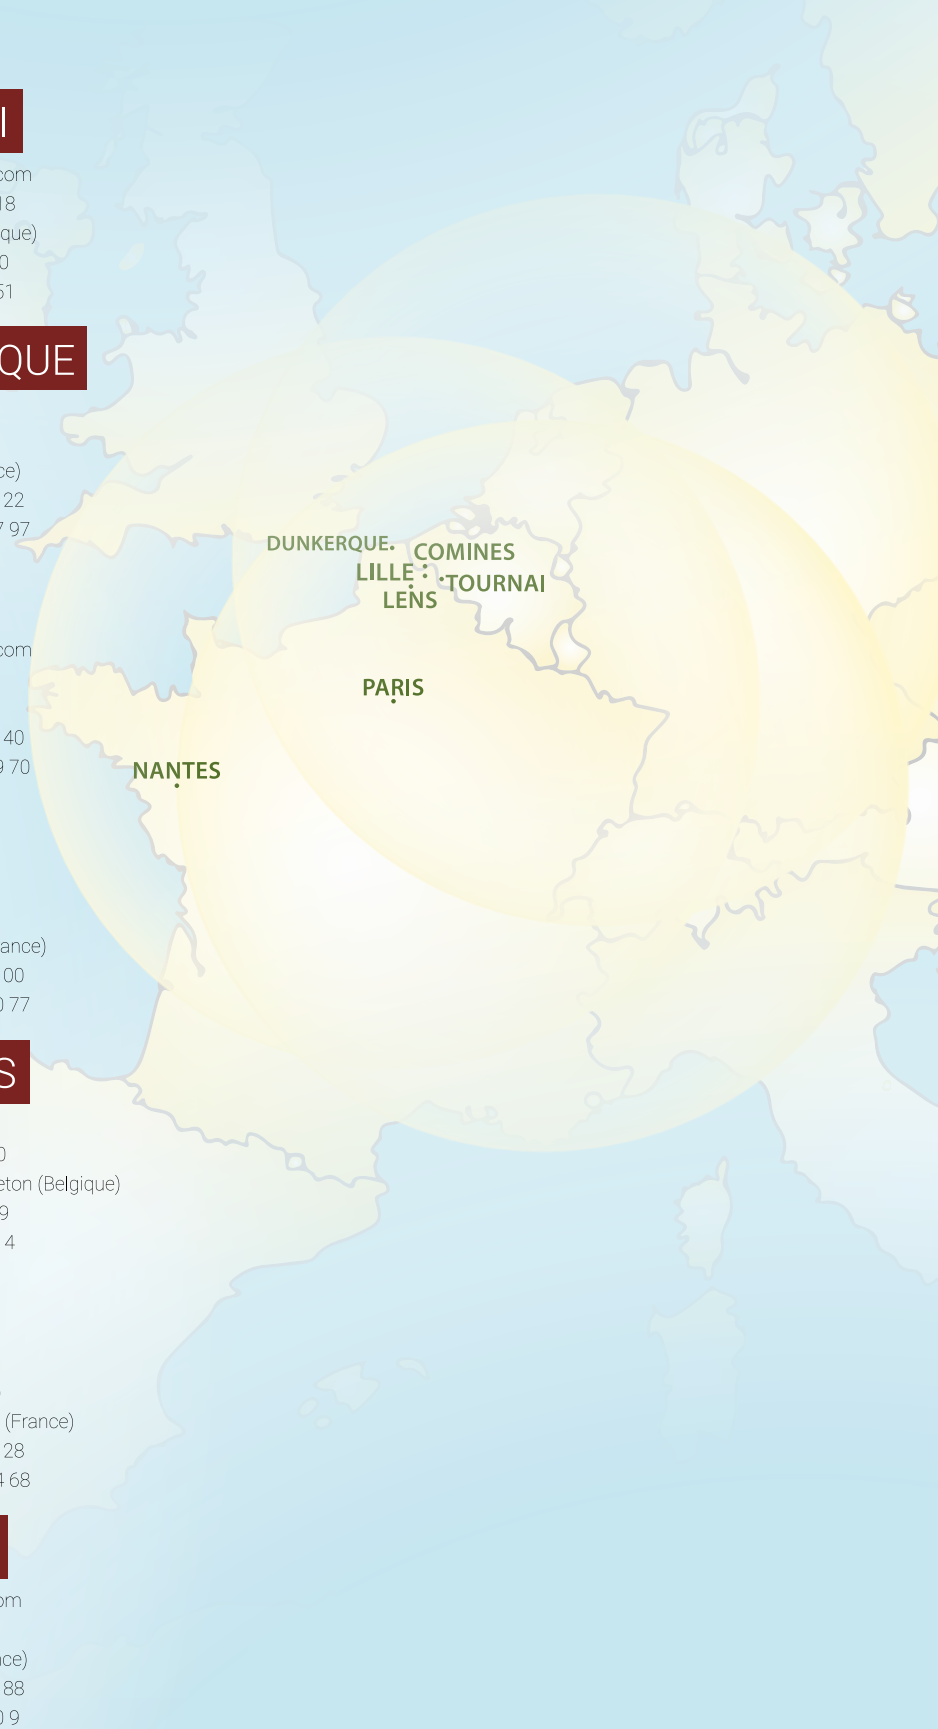 I
com
18
que)
0
51
QUE
ce)
22
7 97
DUNKERQUE
COMINES
LILLE
TOURNAI
LENS
com
PARIS
40
9 70
NANTES
ance)
00
0 77
S
0
eton (Belgique)
9
4
(France)
28
4 68
om
nce)
88
0 9